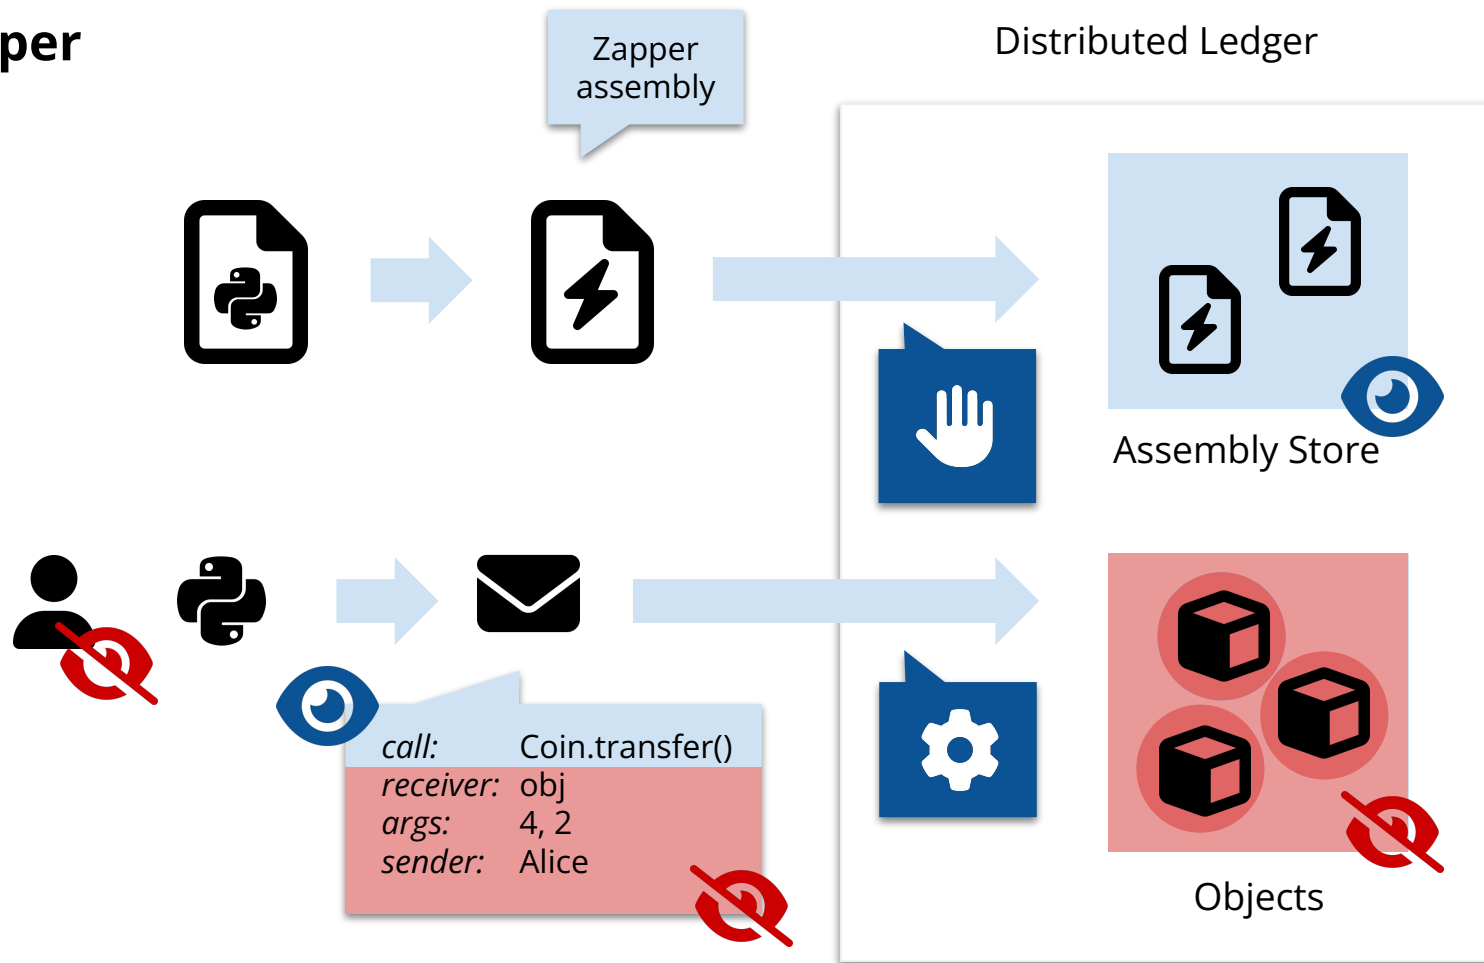 per
Zapper
assembly
Distributed Ledger
Assembly Store
call: Coin.transfer()
receiver: obj
args: 4, 2
sender: Alice
Objects